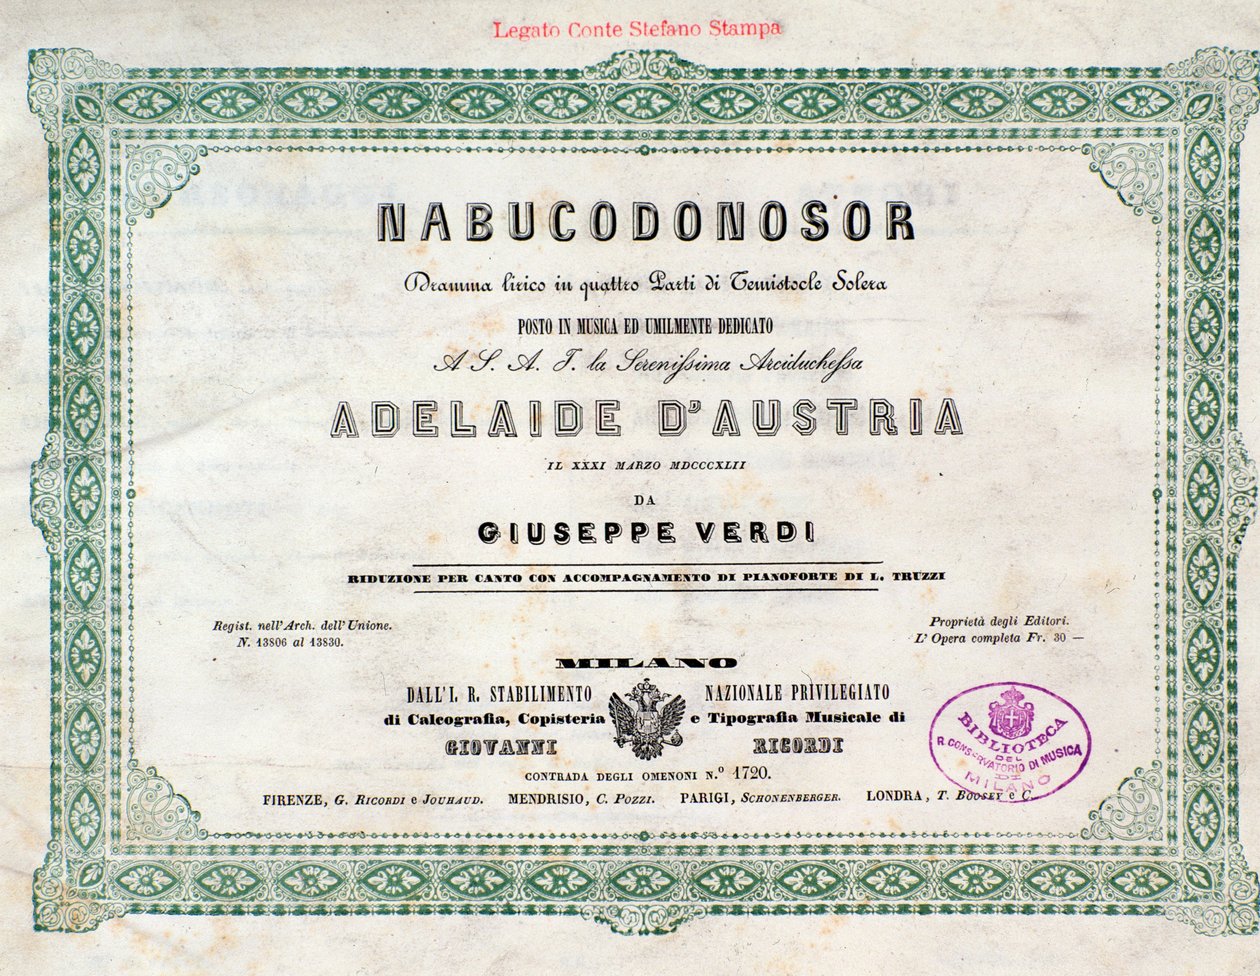 Legato Conte Stefano Stampa
NABUCODONOSOR
Dramma lirico in quattro Parti di Temistocle Solera
POSTO IN MUSICA ED UMILMENTE DEDICATO
A S. A. I. la Serenissima Arciduchessa
ADELAIDE D'AUSTRIA
IL XXXI MARZO MDCCCXLII
DA
GIUSEPPE VERDI
RIDUZIONE PER CANTO CON ACCOMPAGNAMENTO DI PIANOFORTE DI L. TRUZZI
Regist. nell'Arch. dell'Unione.
N. 13806 al 13830.
Proprietà degli Editori.
L'Opera completa Fr. 30 —
MILANO
DALL'I. R. STABILIMENTO NAZIONALE PRIVILEGIATO
di Calcografia, Copisteria e Tipografia Musicale di
GIOVANNI RICORDI
CONTRADA DEGLI OMENONI N.º 1720.
FIRENZE, G. RICORDI e JOUHAUD. MENDRISIO, C. POZZI. PARIGI, SCHONENBERGER. LONDRA, T. BOOSEY e C.
BIBLIOTECA
DEL
R. CONSERVATORIO DI MUSICA
DI
MILANO